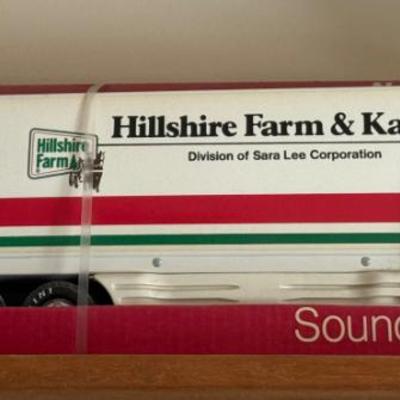 Hillshire Farm & Ka
Hillshire
Farm
Division of Sara Lee Corporation
Sound